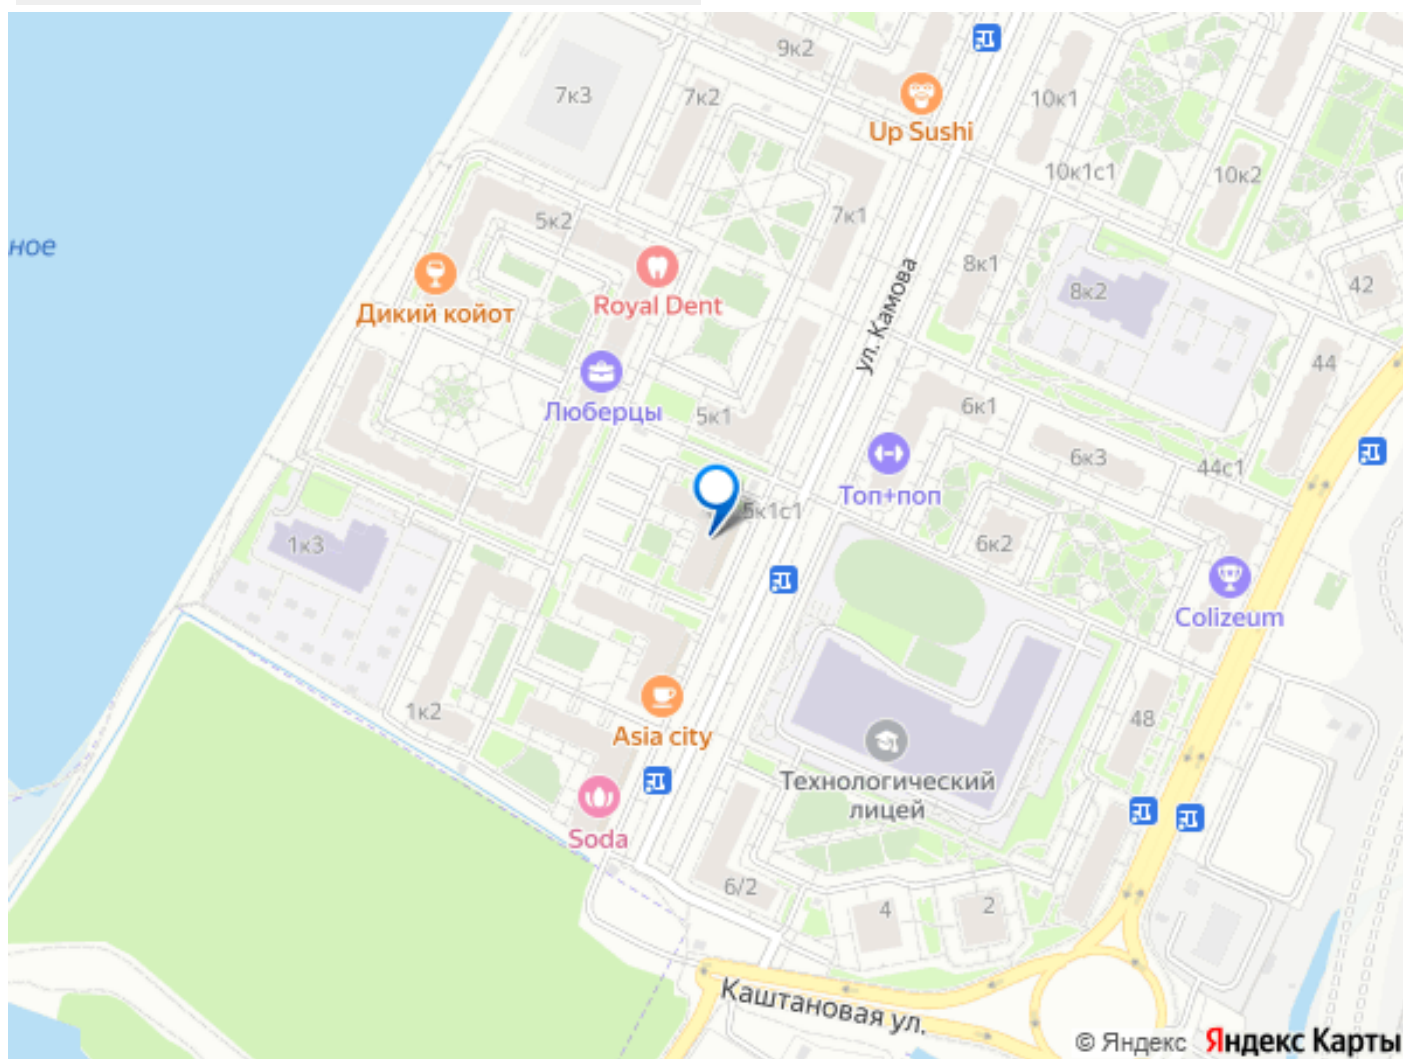 9к2
7к3
7к2
10к1
Up Sushi
10к1с1
10к2
5к2
7к1
ное
8к1
Royal Dent
Дикий койот
8к2
42
ул. Камова
44
Люберцы
5к1
6к1
6к3
44с1
Топ+поп
5к1с1
6к2
1к3
Colizeum
1к2
Asia city
48
Технологический
лицей
Soda
6/2
4
2
Каштановая ул.
© Яндекс Яндекс Карты